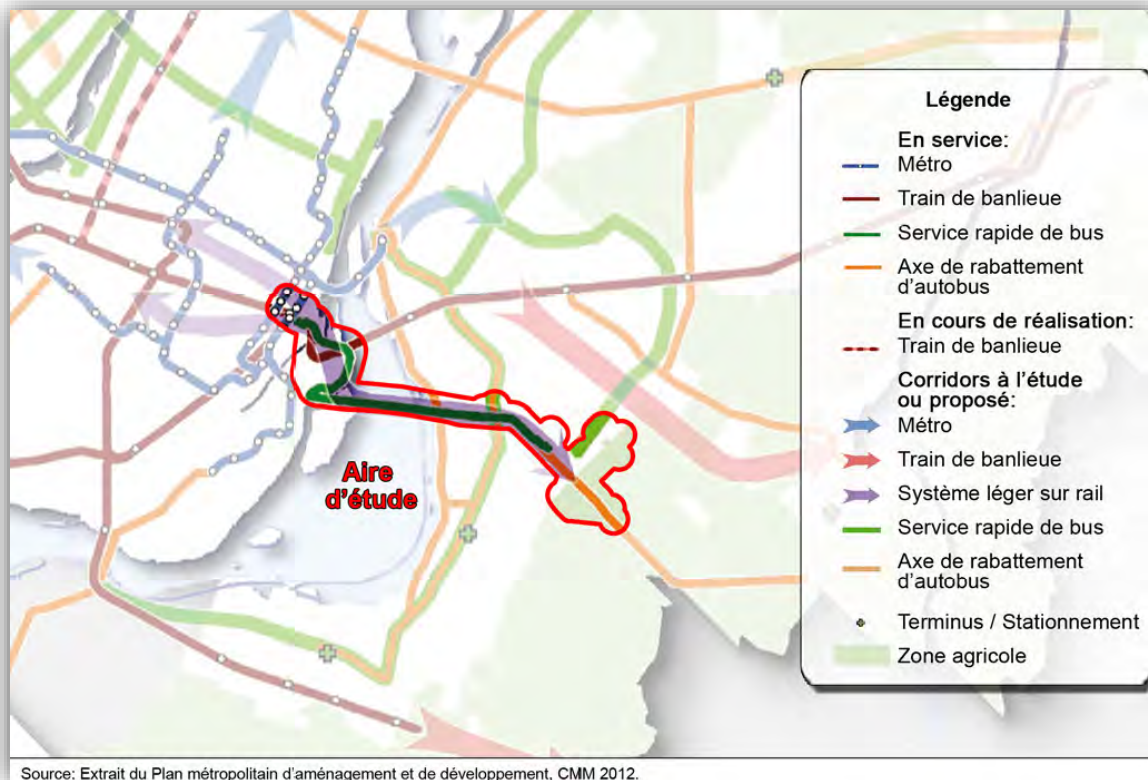 Légende
En service:
Métro
Train de banlieue
Service rapide de bus
Axe de rabattement
d'autobus
En cours de réalisation:
Train de banlieue
Corridors à l'étude
ou proposé:
Métro
Train de banlieue
Système léger sur rail
Service rapide de bus
Axe de rabattement
d'autobus
Terminus / Stationnement
Zone agricole
Aire
d'étude
Source: Extrait du Plan métropolitain d'aménagement et de développement, CMM 2012.